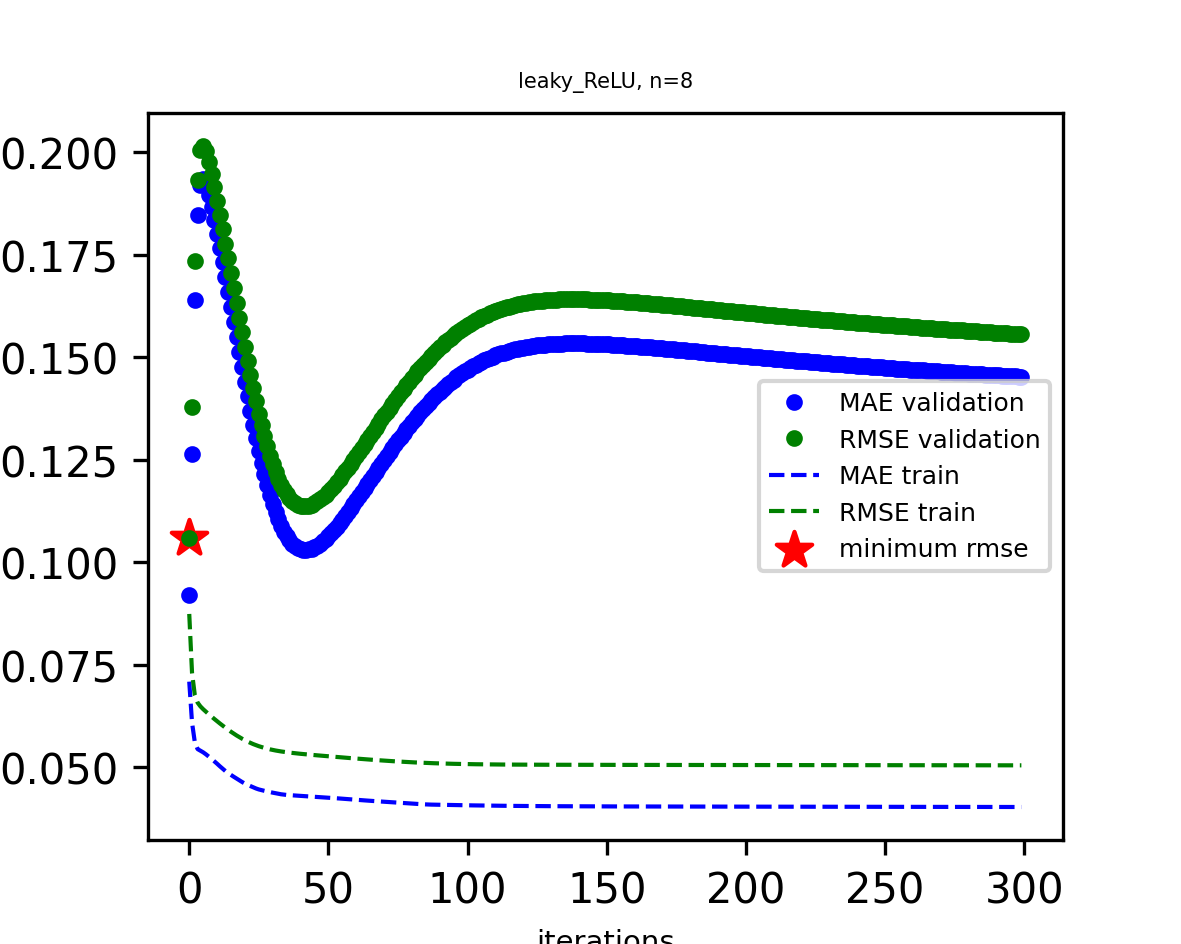 leaky_ReLU, n=8
0.200
0.175
0.150
0.125
0.100
0.075
0.050
MAE validation
RMSE validation
MAE train
RMSE train
minimum rmse
0 50 100 150 200 250 300
iterations